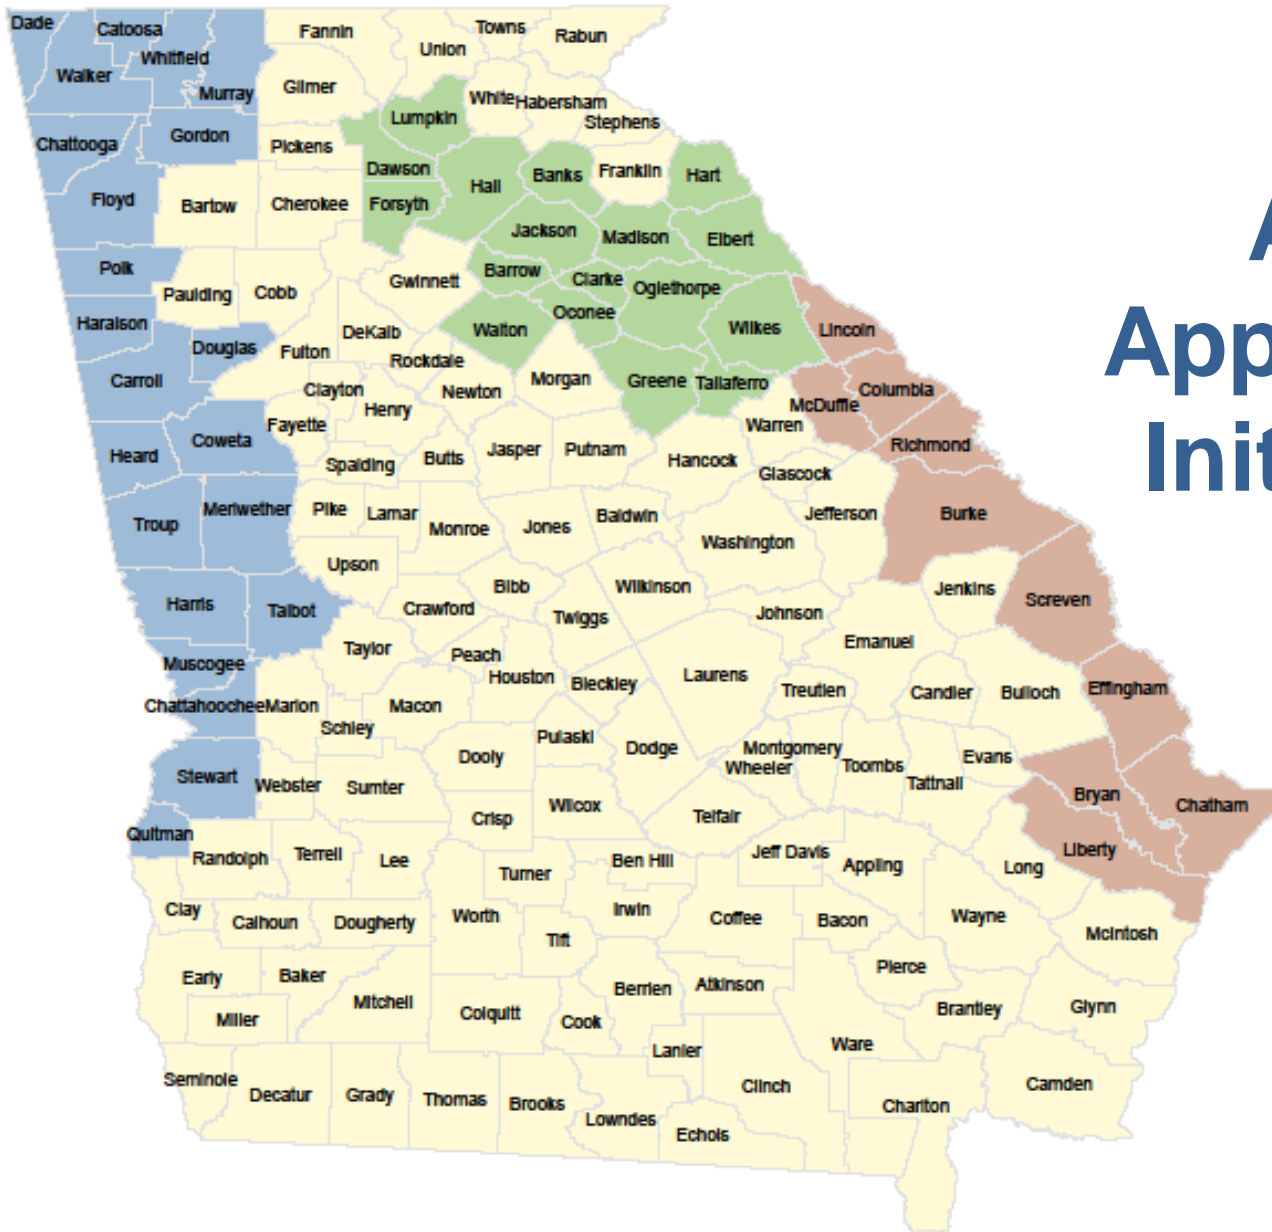 Dade
Catoosa
Whitfield
Walker
Murray
Fannin
Union
Towns
Rabun
Gilmer
White
Habersham
Stephens
Lumpkin
Chattooga
Gordon
Pickens
Dawson
Hall
Banks
Franklin
Hart
Floyd
Bartow
Cherokee
Forsyth
Jackson
Madison
Elbert
Polk
Paulding
Cobb
Gwinnett
Barrow
Clarke
Oglethorpe
Oconee
Walton
Wilkes
Lincoln
Haralson
Douglas
Fulton
DeKalb
Rockdale
Carroll
Clayton
Henry
Newton
Morgan
Greene
Taliaferro
McDuffie
Columbia
Warren
Richmond
Heard
Coweta
Fayette
Spalding
Butts
Jasper
Putnam
Hancock
Glascock
Troup
Meriwether
Pike
Lamar
Monroe
Jones
Baldwin
Washington
Jefferson
Burke
Upson
Bibb
Wilkinson
Jenkins
Screven
Harris
Talbot
Crawford
Twiggs
Johnson
Emanuel
Muscogee
Taylor
Peach
Houston
Bleckley
Laurens
Treutlen
Candler
Bulloch
Effingham
Chattahoochee
Marion
Schley
Macon
Dooly
Pulaski
Dodge
Montgomery
Wheeler
Toombs
Tattnall
Evans
Bryan
Chatham
Stewart
Webster
Sumter
Crisp
Wilcox
Telfair
Liberty
Quitman
Randolph
Terrell
Lee
Turner
Ben Hill
Jeff Davis
Appling
Long
Clay
Calhoun
Dougherty
Worth
Tift
Irwin
Coffee
Bacon
Wayne
McIntosh
Early
Baker
Mitchell
Miller
Colquitt
Cook
Berrien
Atkinson
Pierce
Brantley
Glynn
Lanier
Ware
Seminole
Decatur
Grady
Thomas
Brooks
Lowndes
Echols
Clinch
Charlton
Camden
A
App
Init